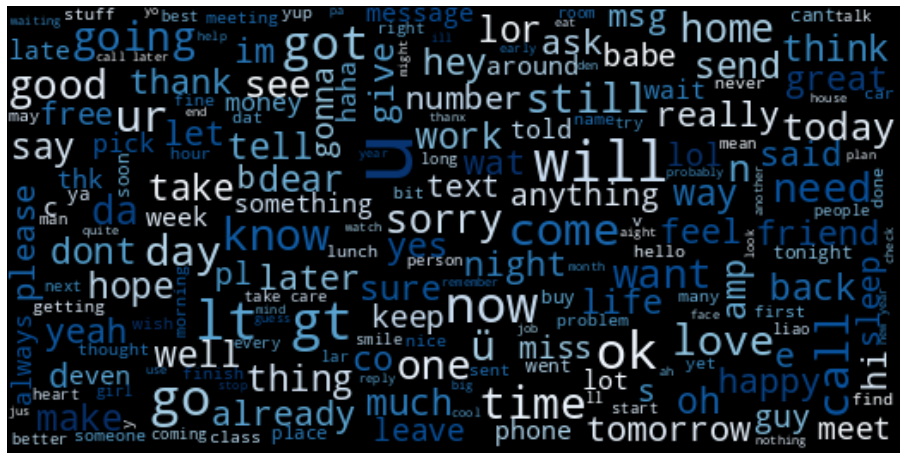 waiting stuff yo best meeting yup message right eat room msg home cant talk
late going help call later im got might ill lor ask early den babe send think
good thank see give hey around never great
may free fine end ur money dat gonna haha number thanx still wait name try really house car today
say pick let hour tell u work told long wat will lol probably mean n said plan
thk soon take b dear year bit text anything way another need done
c ya man da week something sorry come v aight feel friend people
always please quite dont day know watch yes hello look tonight check
next hope pl later lunch person night month want amp back sleep
getting morning take care sure remember buy life many first new year
yeah wish lt gt mind guess keep now problem job face liao call hi
thought well every smile nice co one ü miss ok love yet e
deven lar thing reply sent went lot ah happy
heart girl use finish stop big s find
jus make y go already much cool time ll start oh guy meet
better someone coming class place leave phone tomorrow nothing